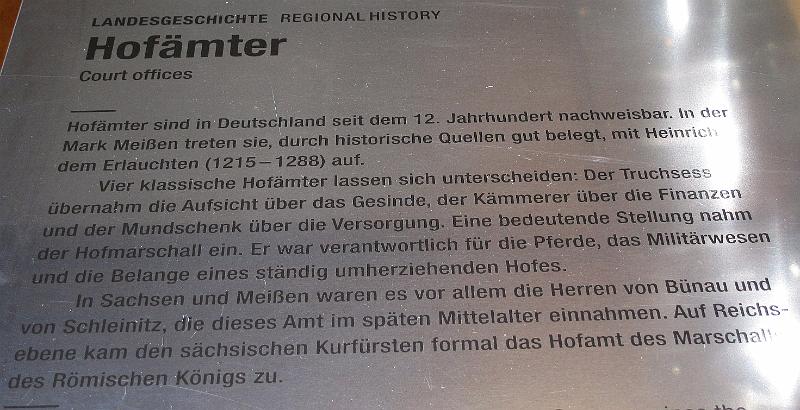 LANDESGESCHICHTE REGIONAL HISTORY
Hofämter
Court offices
Hofämter sind in Deutschland seit dem 12. Jahrhundert nachweisbar. In der
Mark Meißen treten sie, durch historische Quellen gut belegt, mit Heinrich
dem Erlauchten (1215 – 1288) auf.
Vier klassische Hofämter lassen sich unterscheiden: Der Truchsess
übernahm die Aufsicht über das Gesinde, der Kämmerer über die Finanzen
und der Mundschenk über die Versorgung. Eine bedeutende Stellung nahm
der Hofmarschall ein. Er war verantwortlich für die Pferde, das Militärwesen
und die Belange eines ständig umherziehenden Hofes.
In Sachsen und Meißen waren es vor allem die Herren von Bünau und
von Schleinitz, die dieses Amt im späten Mittelalter einnahmen. Auf Reichs-
ebene kam den sächsischen Kurfürsten formal das Hofamt des Marschalls
des Römischen Königs zu.
the